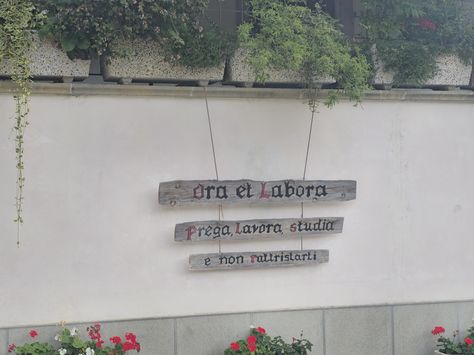 Ora et Labora
Prega, Lavora, studia
e non rattristarti